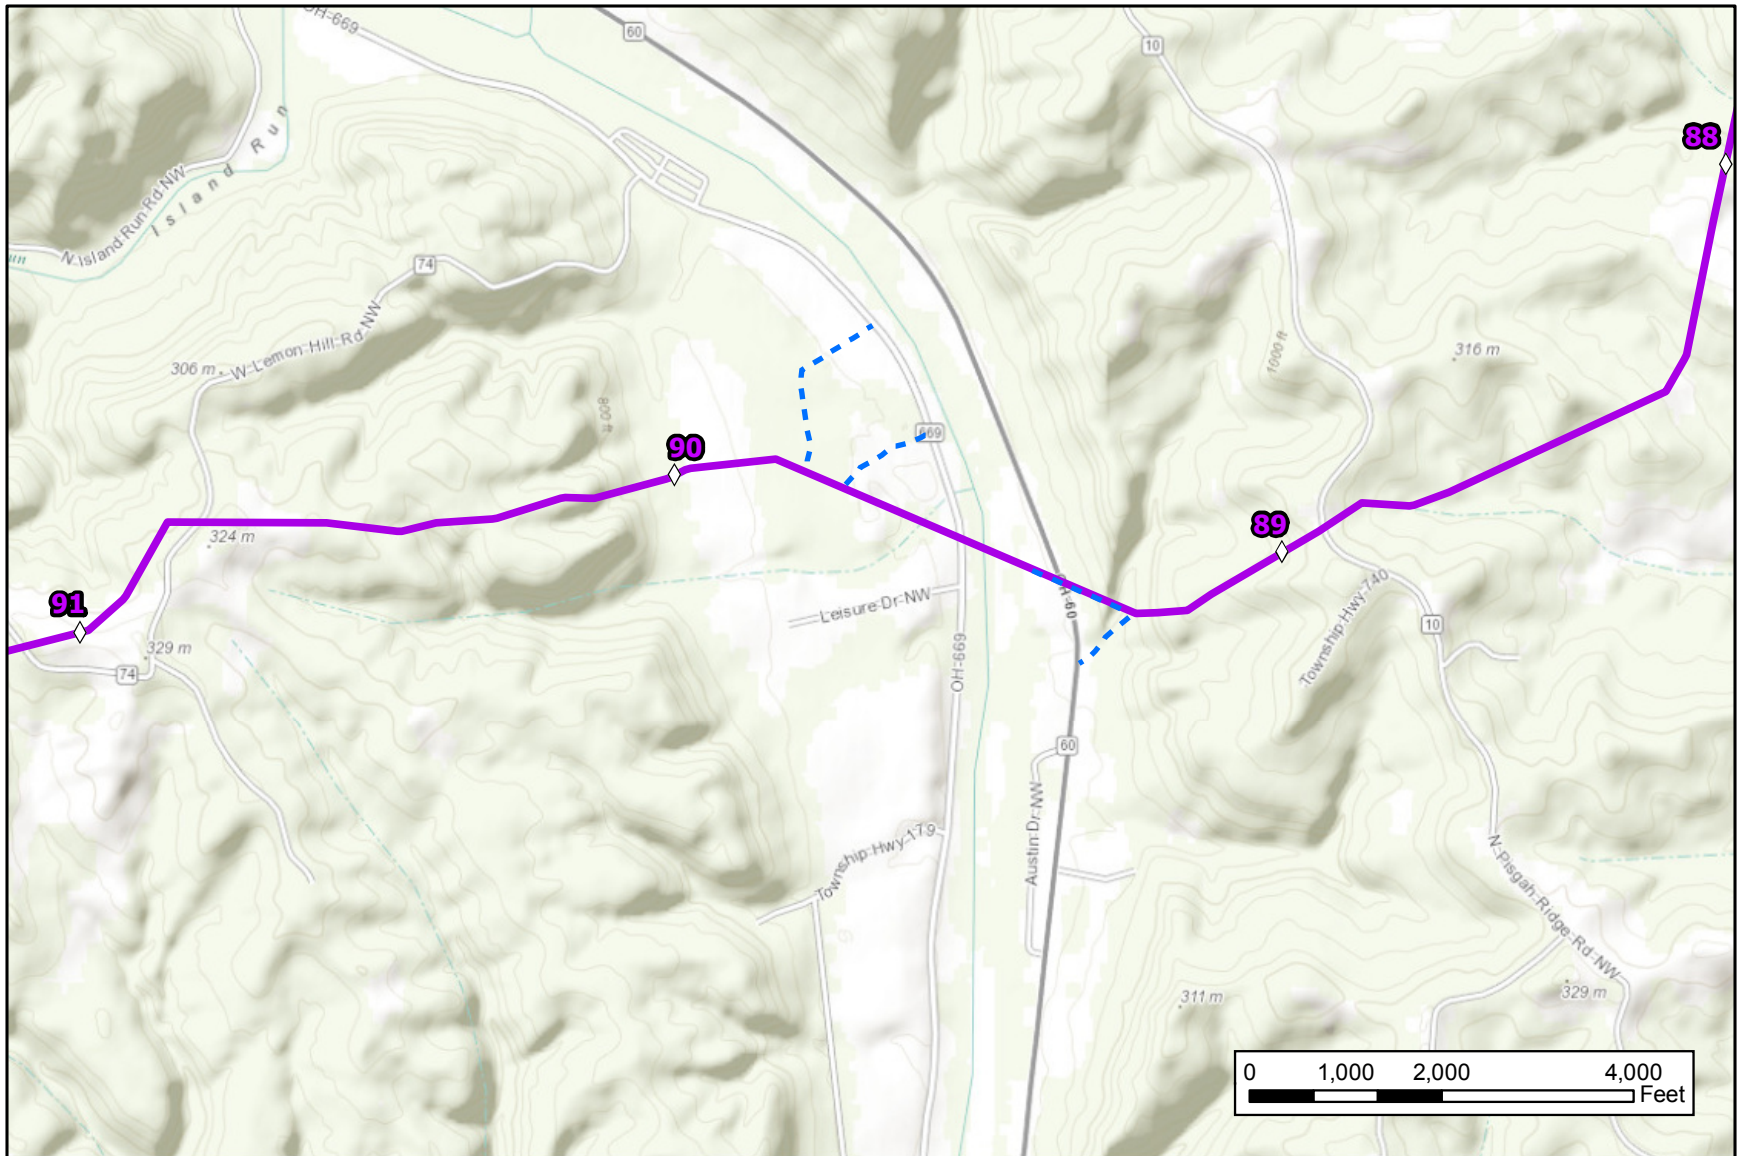 OH-669
60
10
88
Island Run
N Island Run Rd NW
un
74
1000 ft
316 m
306 m
W Lemon Hill Rd NW
800 ft
669
90
89
324 m
Township Hwy 740
OH-60
91
Leisure Dr NW
10
329 m
74
OH-669
60
Austin Dr NW
Township Hwy 179
N Pisgah Ridge Rd NW
311 m
329 m
0 1,000 2,000 4,000
Feet